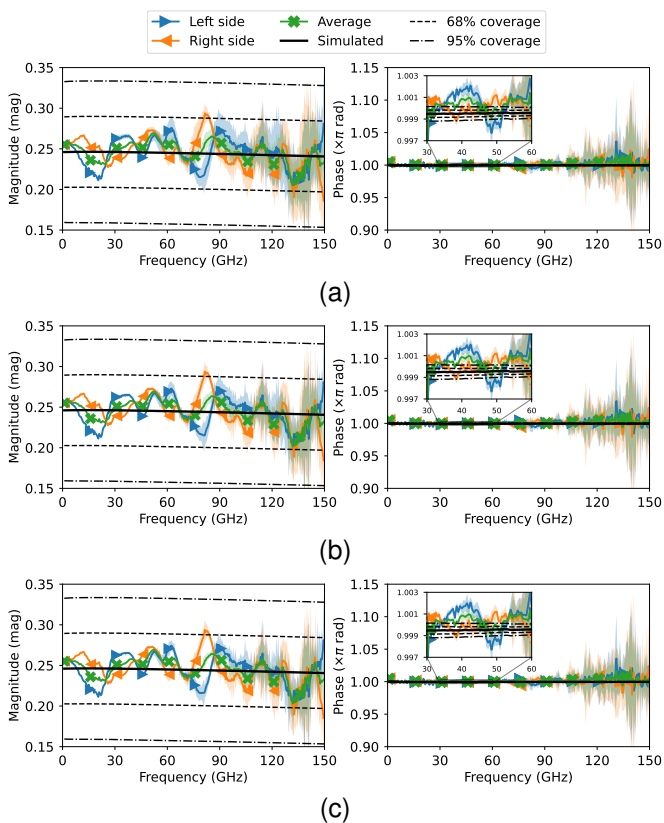 Left side
Right side
Average
Simulated
68% coverage
95% coverage
0.35
0.30
0.25
0.20
0.15
Magnitude (mag)
0 30 60 90 120 150
Frequency (GHz)
1.15
1.10
1.05
1.00
0.95
0.90
Phase (×π rad)
1.003
1.001
0.999
0.997
30 40 50 60
0 30 60 90 120 150
Frequency (GHz)
(a)
0.35
0.30
0.25
0.20
0.15
Magnitude (mag)
0 30 60 90 120 150
Frequency (GHz)
1.15
1.10
1.05
1.00
0.95
0.90
Phase (×π rad)
1.003
1.001
0.999
0.997
30 40 50 60
0 30 60 90 120 150
Frequency (GHz)
(b)
0.35
0.30
0.25
0.20
0.15
Magnitude (mag)
0 30 60 90 120 150
Frequency (GHz)
1.15
1.10
1.05
1.00
0.95
0.90
Phase (×π rad)
1.003
1.001
0.999
0.997
30 40 50 60
0 30 60 90 120 150
Frequency (GHz)
(c)